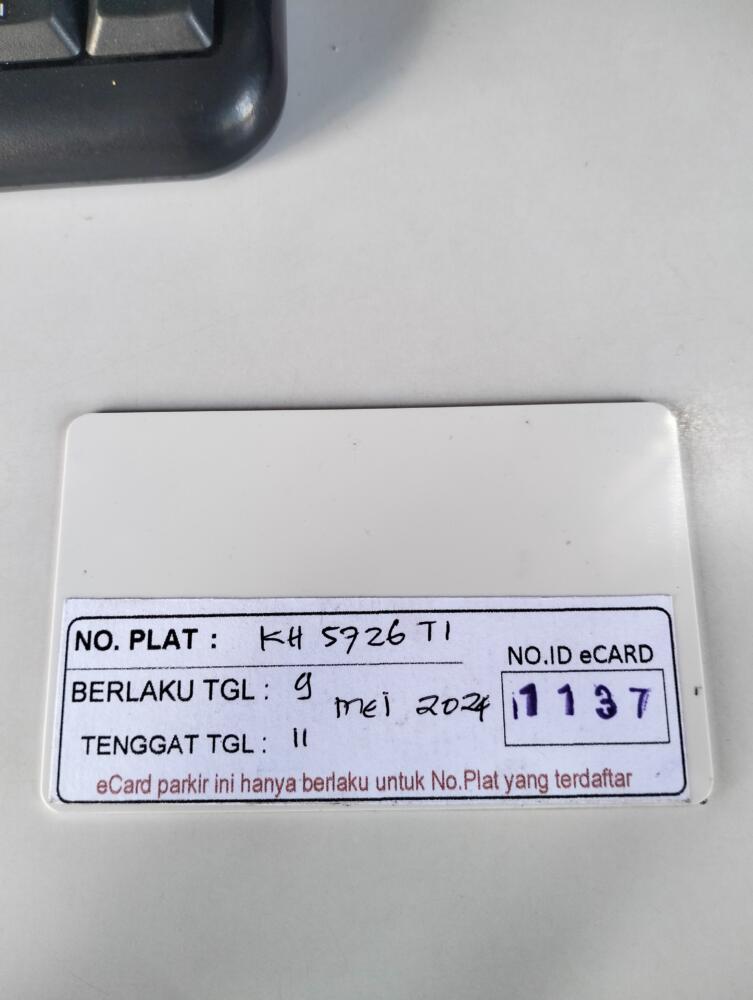 NO. PLAT : KH 5726 TI
NO.ID eCARD
BERLAKU TGL : 9 mei 2024
1137
TENGGAT TGL : 11
eCard parkir ini hanya berlaku untuk No.Plat yang terdaftar